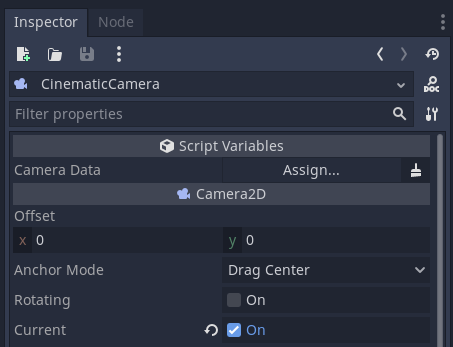 Inspector Node
CinematicCamera
DOC
Filter properties
Script Variables
Camera Data Assign...
Camera2D
Offset
x 0 y 0
Anchor Mode Drag Center
Rotating On
Current On